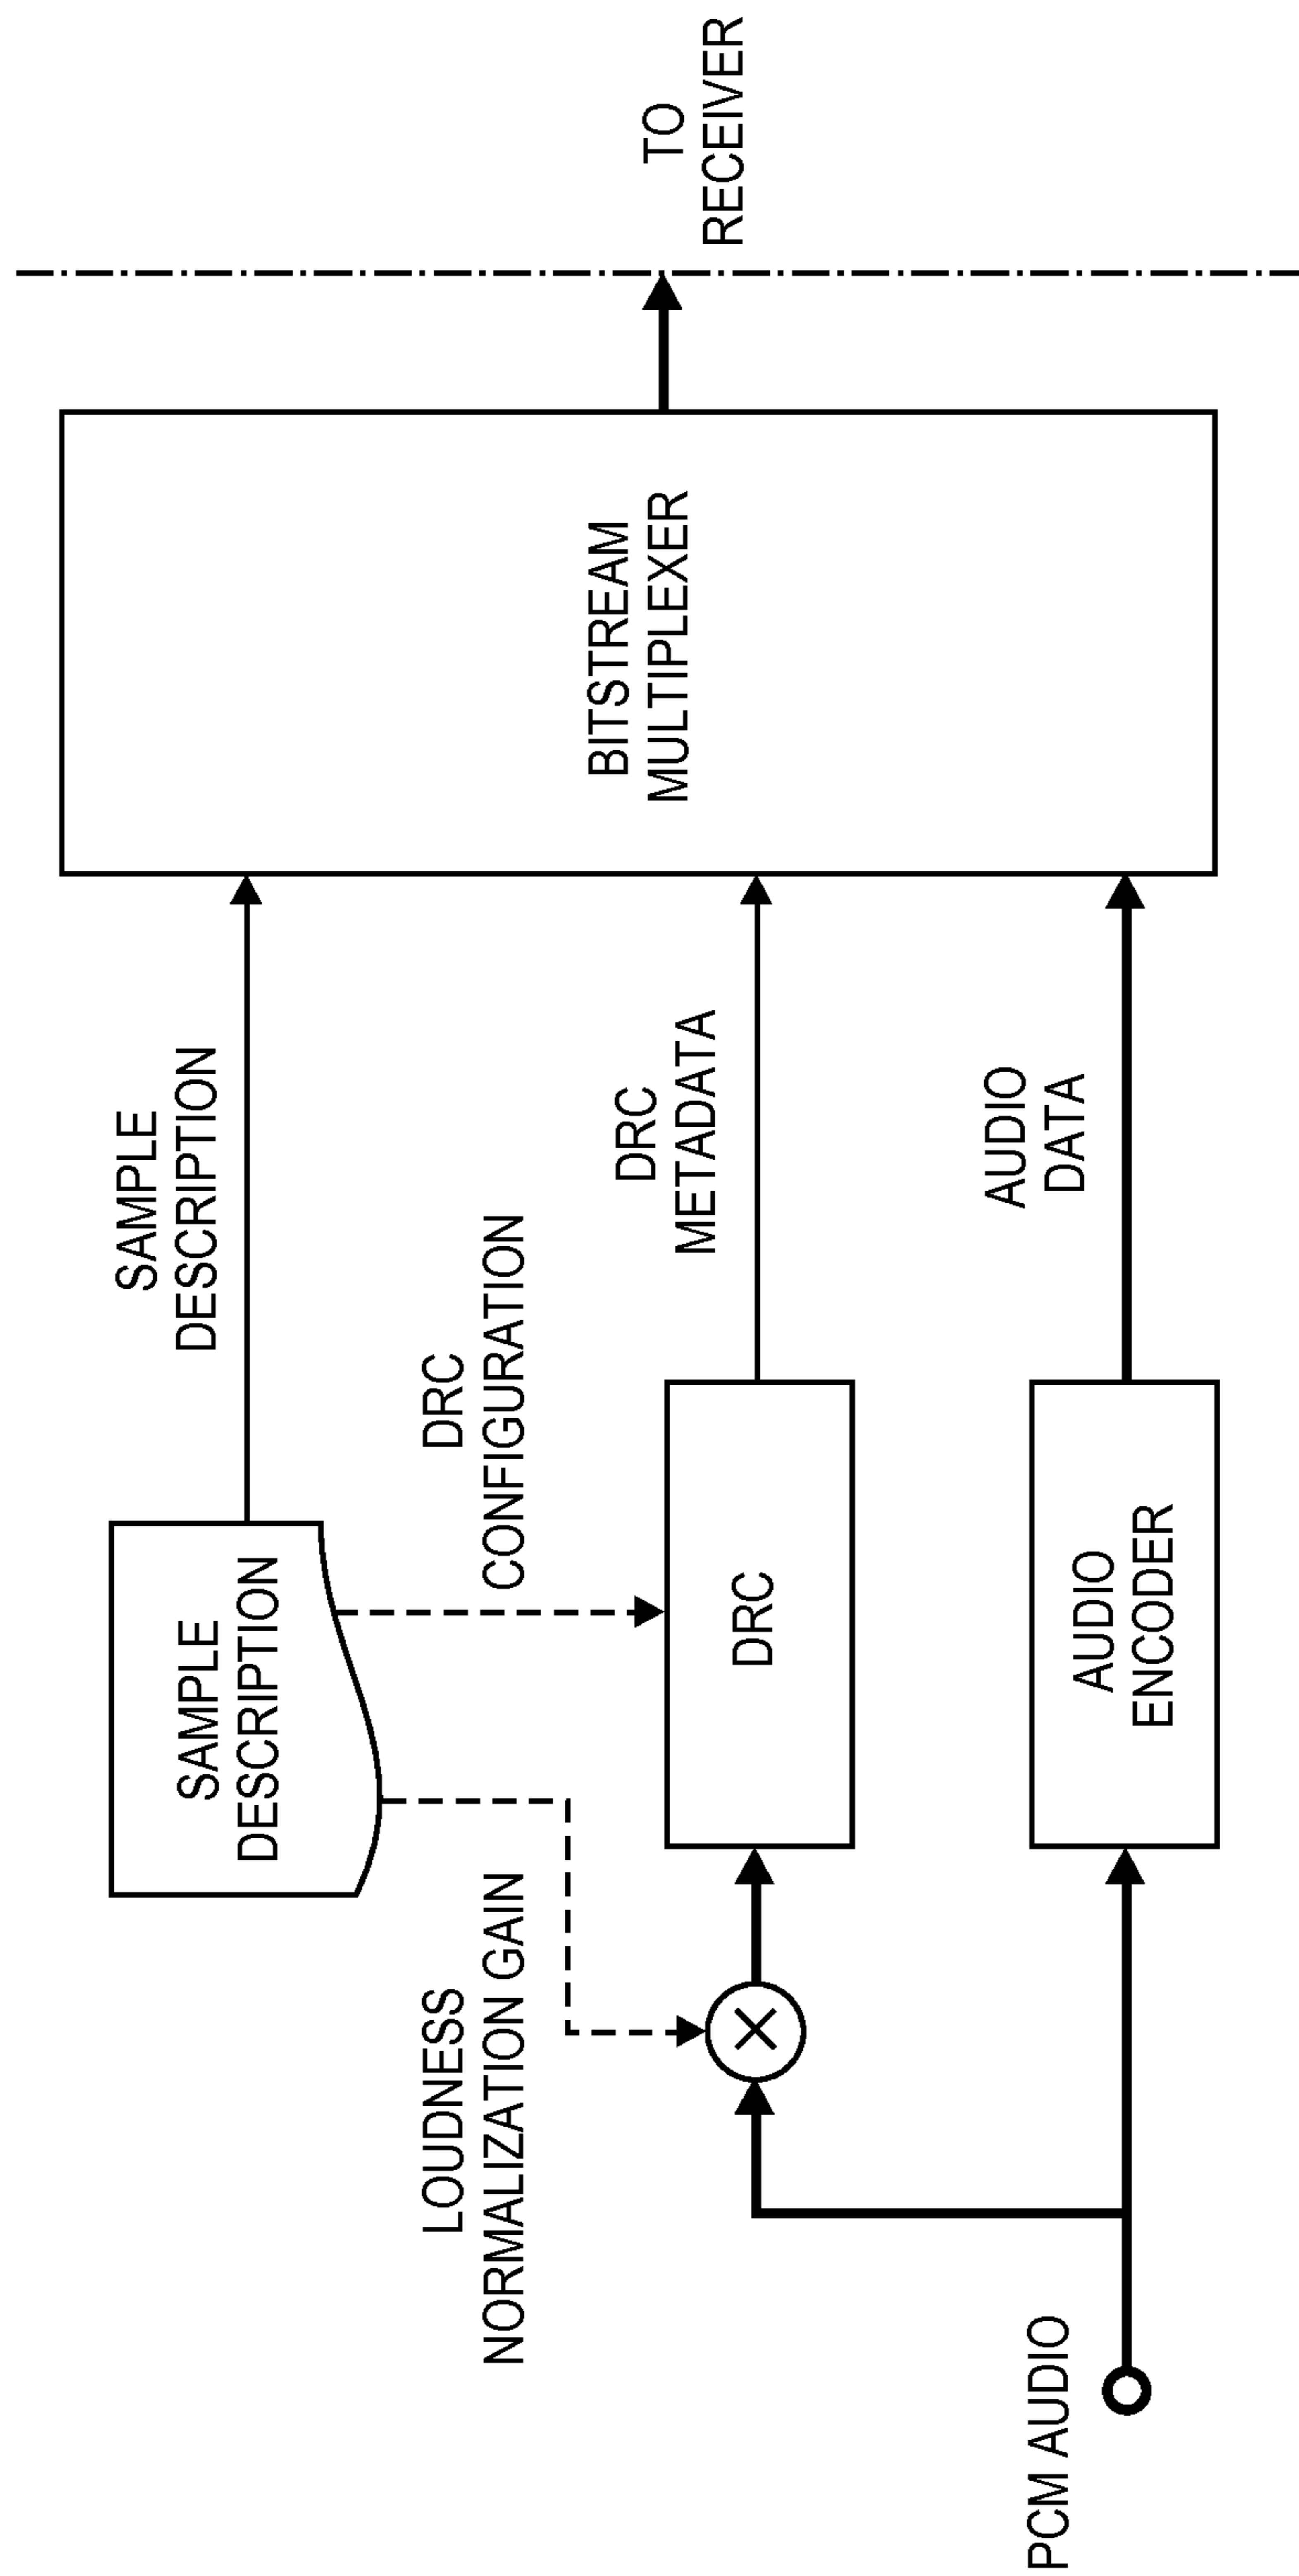 SAMPLE
DESCRIPTION
SAMPLE
DESCRIPTION
LOUDNESS
NORMALIZATION GAIN
DRC
CONFIGURATION
DRC
DRC
METADATA
PCM AUDIO
AUDIO
ENCODER
AUDIO
DATA
BITSTREAM
MULTIPLEXER
TO
RECEIVER